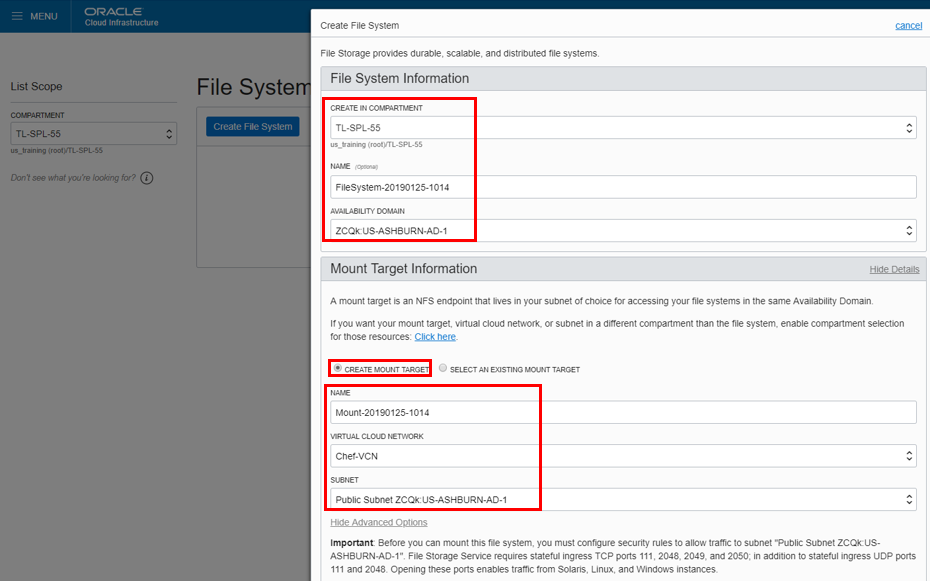 MENU
ORACLE
Cloud Infrastructure
List Scope
COMPARTMENT
TL-SPL-55
us_training (root)/TL-SPL-55
Don't see what you're looking for?
File System
Create File System
Create File System
cancel
File Storage provides durable, scalable, and distributed file systems.
File System Information
CREATE IN COMPARTMENT
TL-SPL-55
us_training (root)/TL-SPL-55
NAME (Optional)
FileSystem-20190125-1014
AVAILABILITY DOMAIN
ZCQk:US-ASHBURN-AD-1
Mount Target Information
Hide Details
A mount target is an NFS endpoint that lives in your subnet of choice for accessing your file systems in the same Availability Domain.
If you want your mount target, virtual cloud network, or subnet in a different compartment than the file system, enable compartment selection
for those resources: Click here.
CREATE MOUNT TARGET SELECT AN EXISTING MOUNT TARGET
NAME
Mount-20190125-1014
VIRTUAL CLOUD NETWORK
Chef-VCN
SUBNET
Public Subnet ZCQk:US-ASHBURN-AD-1
Hide Advanced Options
Important: Before you can mount this file system, you must configure security rules to allow traffic to subnet "Public Subnet ZCQk:US-
ASHBURN-AD-1". File Storage Service requires stateful ingress TCP ports 111, 2048, 2049, and 2050; in addition to stateful ingress UDP ports
111 and 2048. Opening these ports enables traffic from Solaris, Linux, and Windows instances.